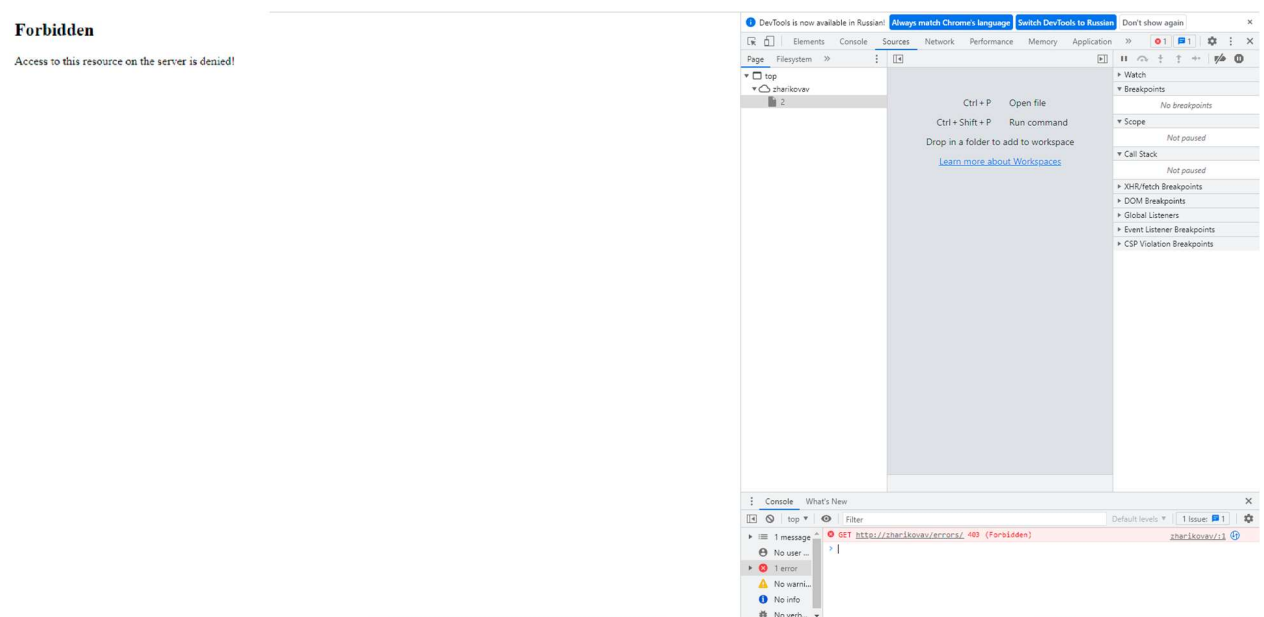 Forbidden
Access to this resource on the server is denied!
DevTools is now available in Russian! Always match Chrome's language Switch DevTools to Russian Don't show again
Elements Console Sources Network Performance Memory Application » 1 1
Page Filesystem »
top
zharikovav
2
Ctrl + P Open file
Ctrl + Shift + P Run command
Drop in a folder to add to workspace
Learn more about Workspaces
Watch
Breakpoints
No breakpoints
Scope
Not paused
Call Stack
Not paused
XHR/fetch Breakpoints
DOM Breakpoints
Global Listeners
Event Listener Breakpoints
CSP Violation Breakpoints
Console What's New
top Filter Default levels 1 Issue: 1
1 message
No user ...
1 error
No warni...
No info
No verb...
GET http://zharikovav/errors/ 403 (Forbidden) zharikovav/:1